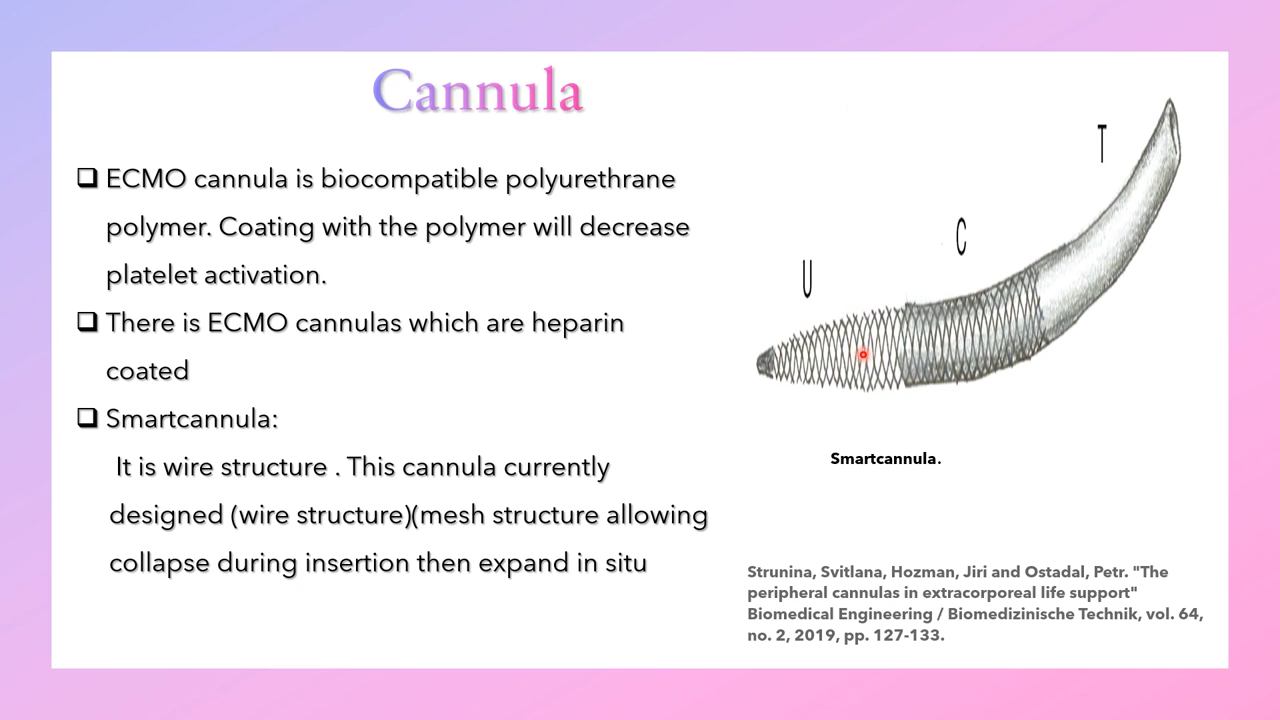 Cannula
ECMO cannula is biocompatible polyurethrane
polymer. Coating with the polymer will decrease
platelet activation.
There is ECMO cannulas which are heparin
coated
Smartcannula:
It is wire structure . This cannula currently
designed (wire structure)(mesh structure allowing
collapse during insertion then expand in situ
T
C
U
Smartcannula.
Strunina, Svitlana, Hozman, Jiri and Ostadal, Petr. "The
peripheral cannulas in extracorporeal life support"
Biomedical Engineering / Biomedizinische Technik, vol. 64,
no. 2, 2019, pp. 127-133.